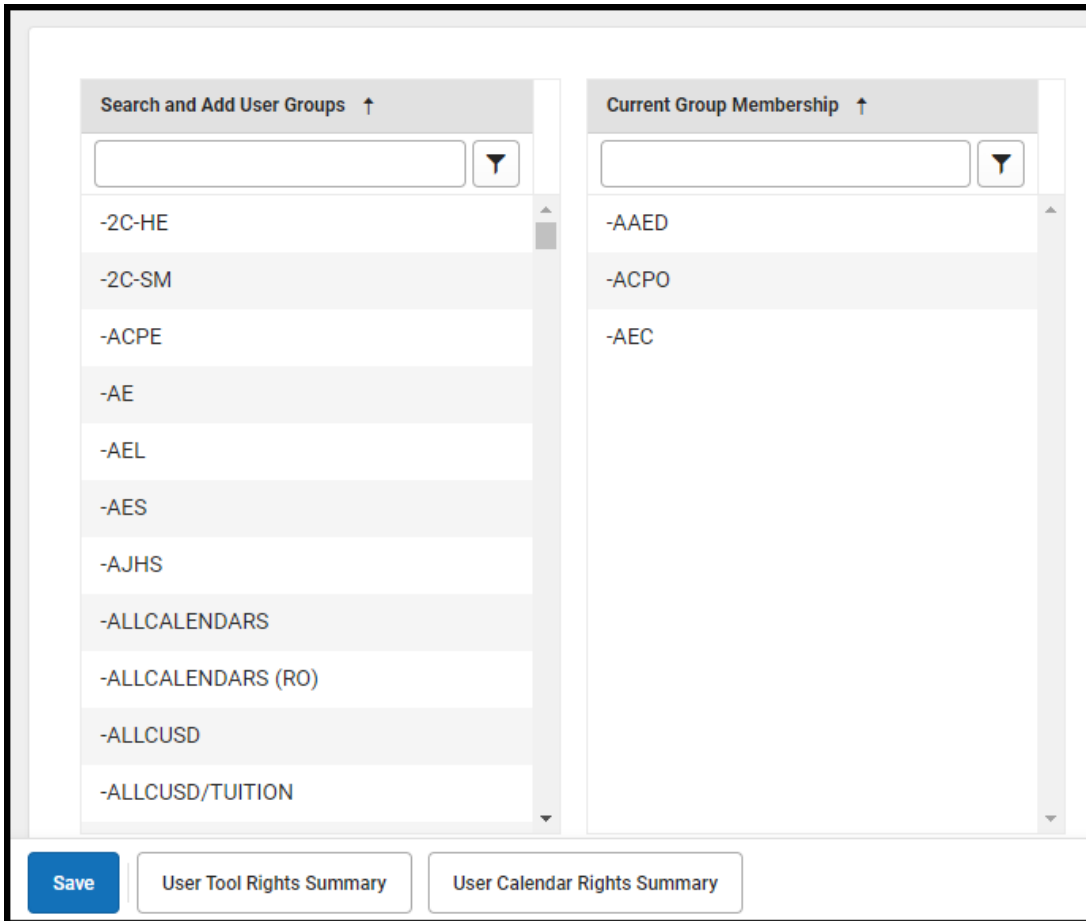 Search and Add User Groups ↑
-2C-HE
-2C-SM
-ACPE
-AE
-AEL
-AES
-AJHS
-ALLCALENDARS
-ALLCALENDARS (RO)
-ALLCUSD
-ALLCUSD/TUITION
Current Group Membership ↑
-AAED
-ACPO
-AEC
Save
User Tool Rights Summary
User Calendar Rights Summary